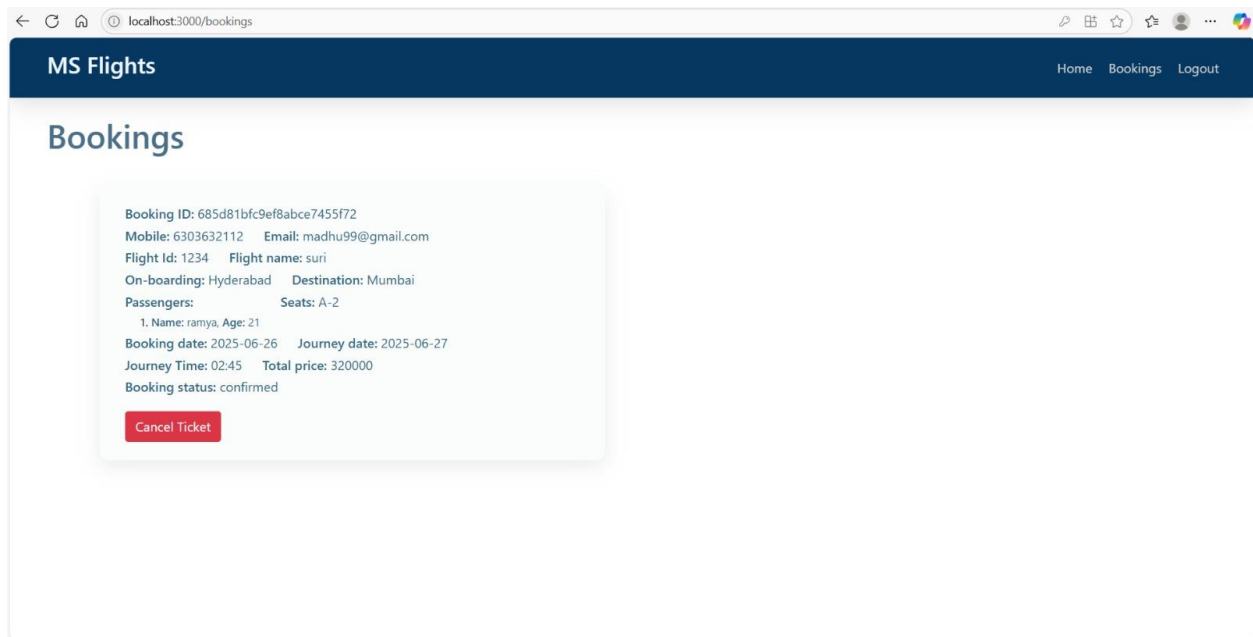 localhost:3000/bookings
MS Flights
Home Bookings Logout
Bookings
Booking ID: 685d81bfc9ef8abce7455f72
Mobile: 6303632112 Email: madhu99@gmail.com
Flight Id: 1234 Flight name: suri
On-boarding: Hyderabad Destination: Mumbai
Passengers: Seats: A-2
1. Name: ramya, Age: 21
Booking date: 2025-06-26 Journey date: 2025-06-27
Journey Time: 02:45 Total price: 320000
Booking status: confirmed
Cancel Ticket